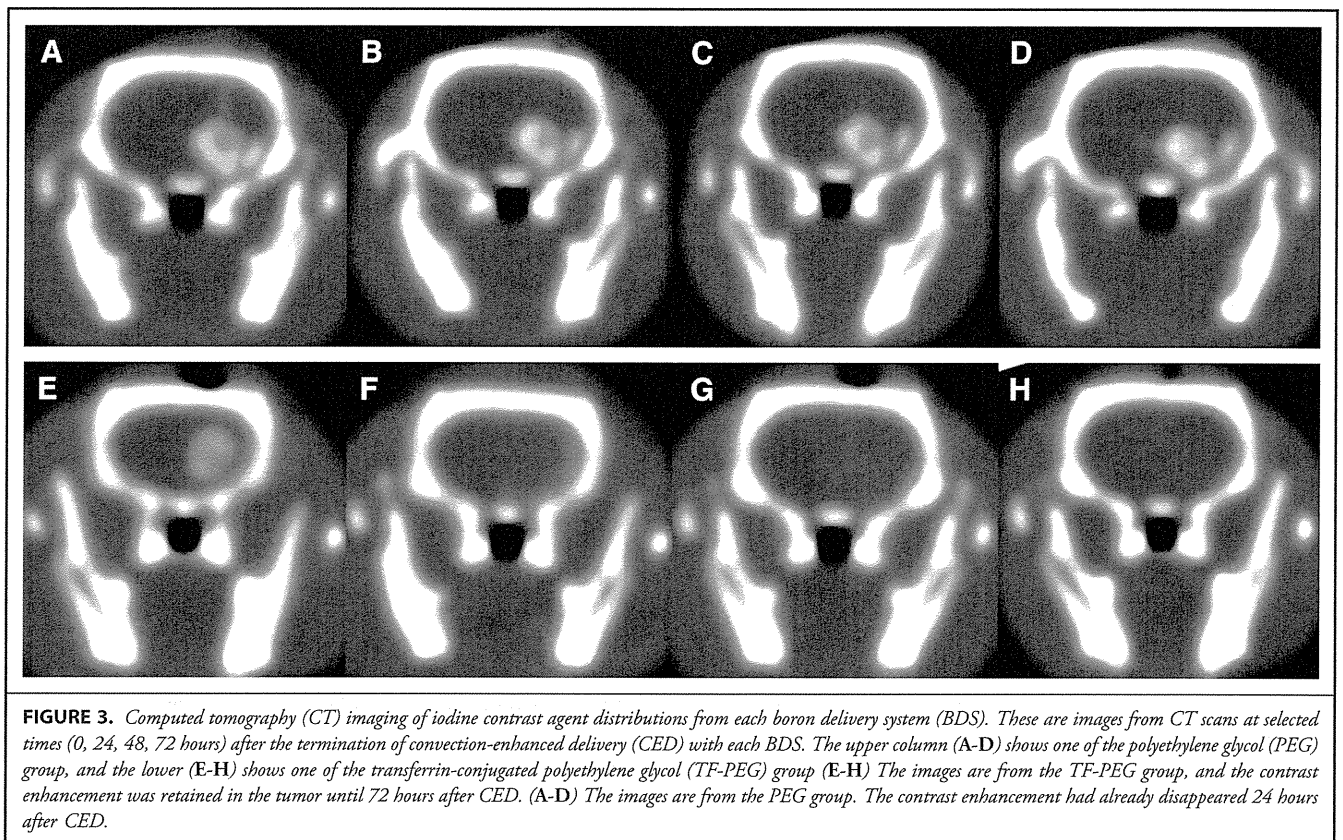 A
B
C
D
E
F
G
H
FIGURE 3. Computed tomography (CT) imaging of iodine contrast agent distributions from each boron delivery system (BDS). These are images from CT scans at selected
times (0, 24, 48, 72 hours) after the termination of convection-enhanced delivery (CED) with each BDS. The upper column (A-D) shows one of the polyethylene glycol (PEG)
group, and the lower (E-H) shows one of the transferrin-conjugated polyethylene glycol (TF-PEG) group (E-H) The images are from the TF-PEG group, and the contrast
enhancement was retained in the tumor until 72 hours after CED. (A-D) The images are from the PEG group. The contrast enhancement had already disappeared 24 hours
after CED.